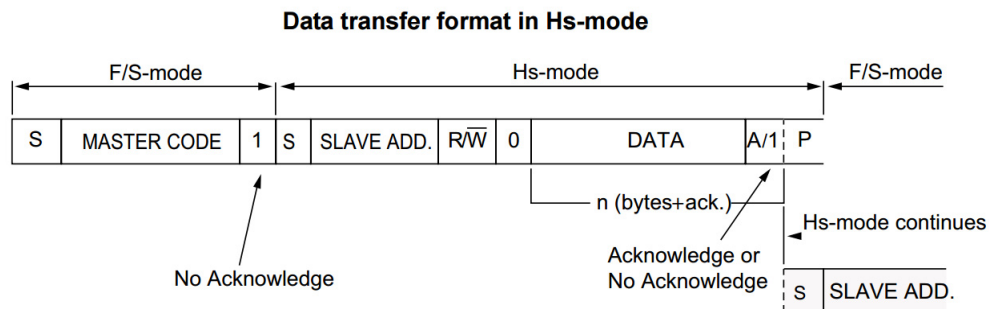 Data transfer format in Hs-mode
F/S-mode Hs-mode F/S-mode
S MASTER CODE 1 S SLAVE ADD. R/W̅ 0 DATA A/1 P
n (bytes+ack.)
Hs-mode continues
Acknowledge or
No Acknowledge
No Acknowledge
S SLAVE ADD.